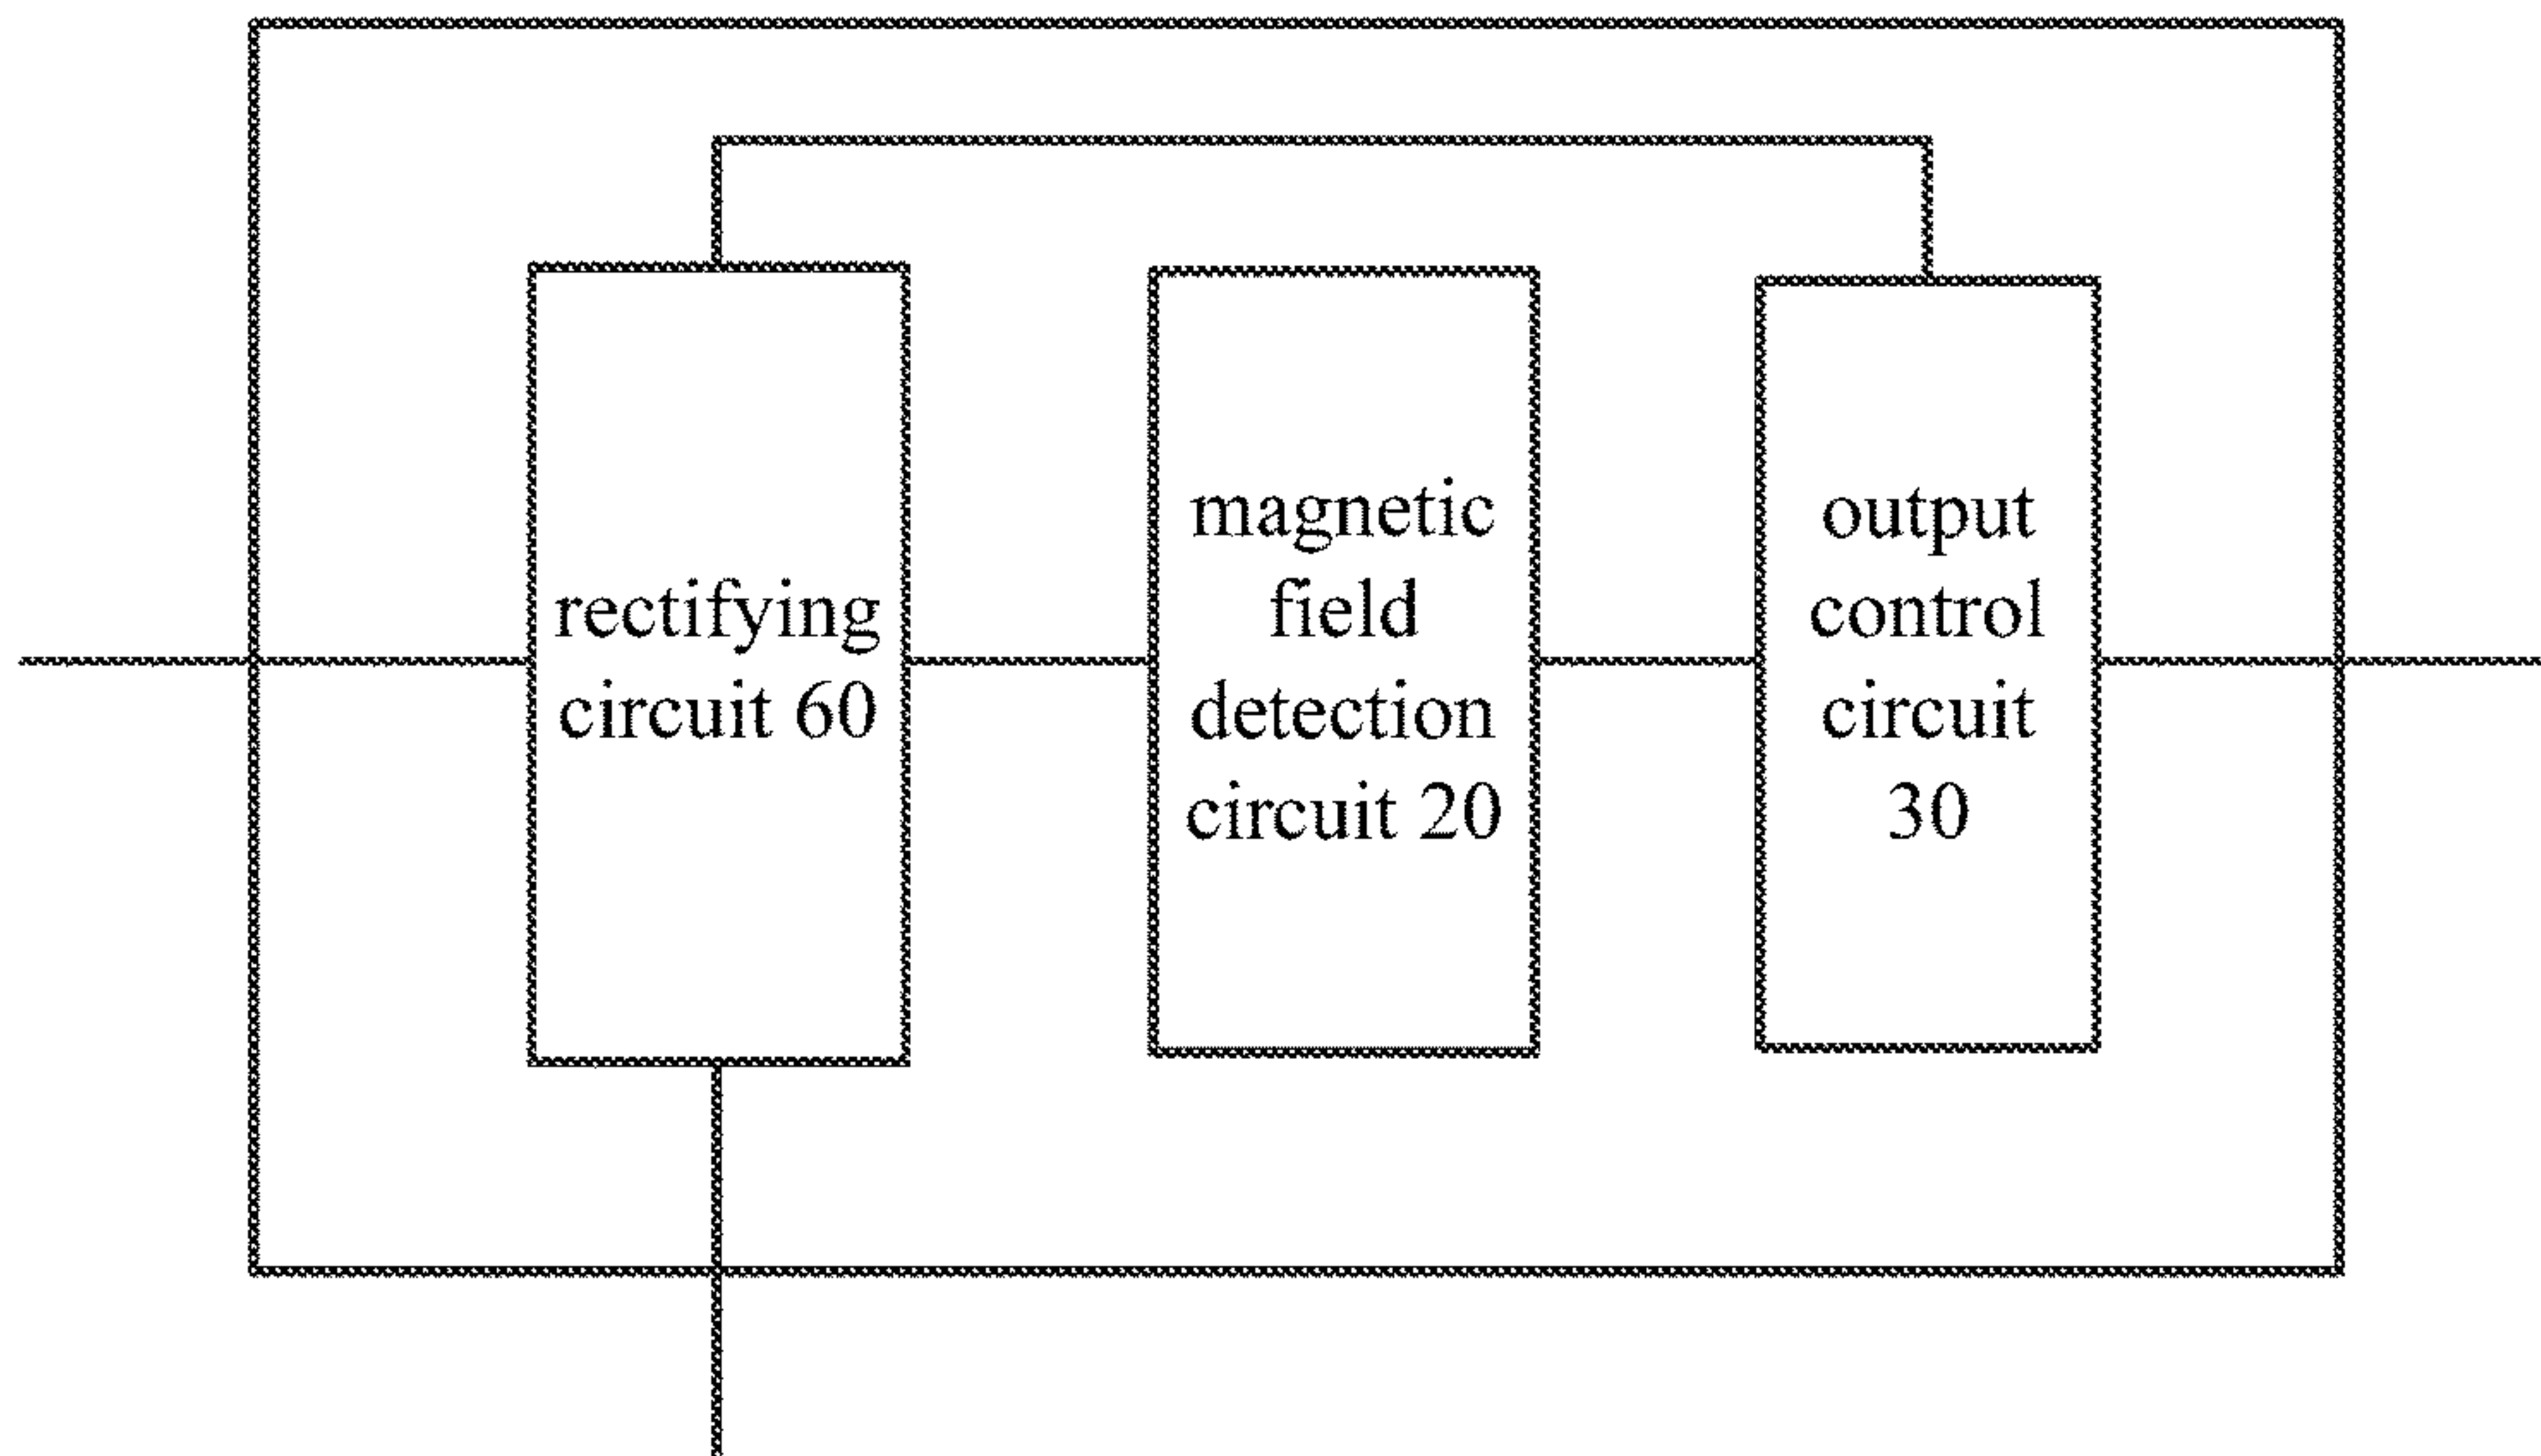 rectifying
circuit 60
magnetic
field
detection
circuit 20
output
control
circuit
30